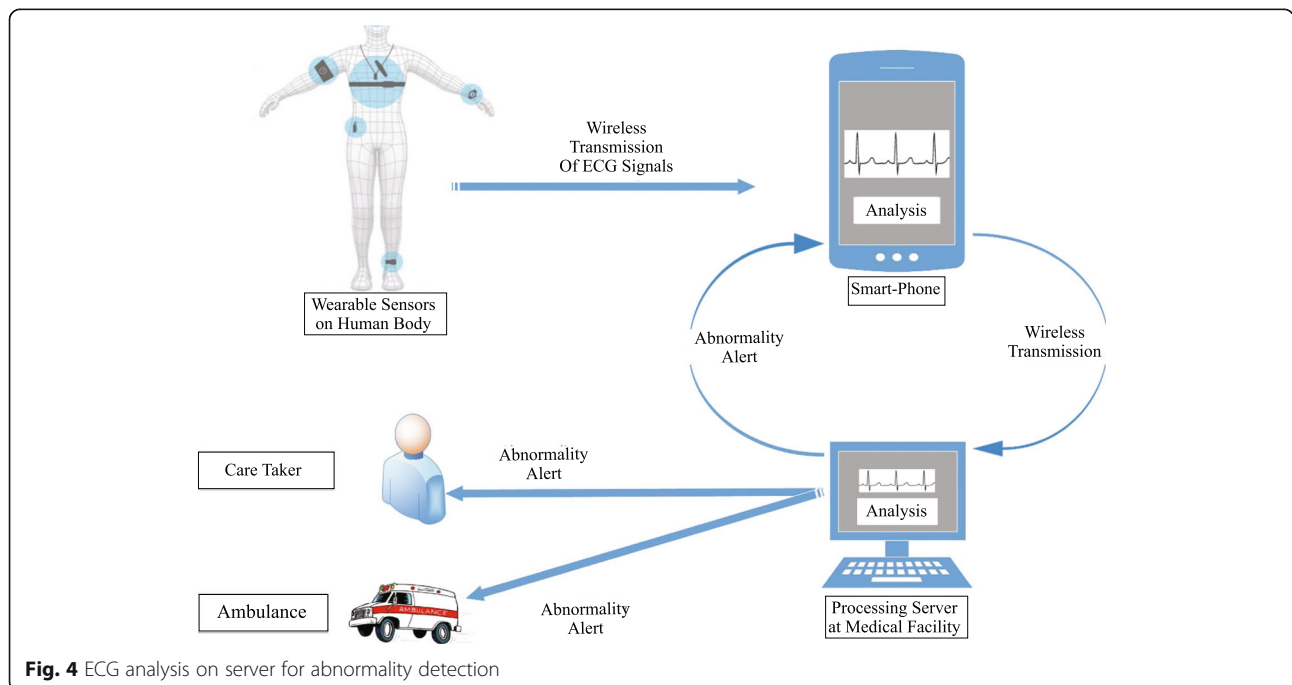 Wireless
Transmission
Of ECG Signals
Analysis
Smart-Phone
Wearable Sensors
on Human Body
Abnormality
Alert
Wireless
Transmission
Care Taker
Abnormality
Alert
Analysis
Ambulance
AMBULANCE
Abnormality
Alert
Processing Server
at Medical Facility
Fig. 4 ECG analysis on server for abnormality detection